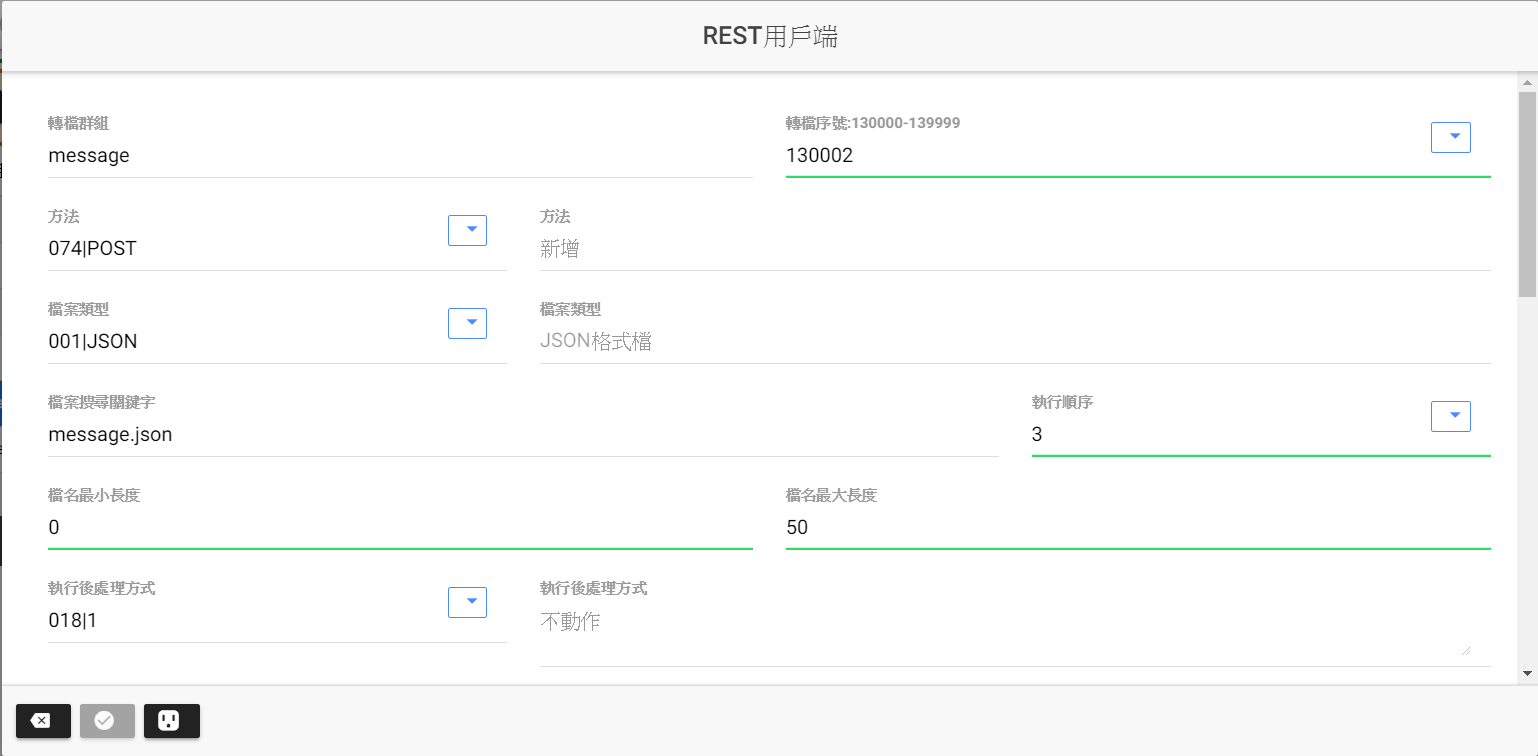 REST用戶端
轉檔群組
message
轉檔序號:130000-139999
130002
方法
074|POST
方法
新增
檔案類型
001|JSON
檔案類型
JSON格式檔
檔案搜尋關鍵字
message.json
執行順序
3
檔名最小長度
0
檔名最大長度
50
執行後處理方式
018|1
執行後處理方式
不動作